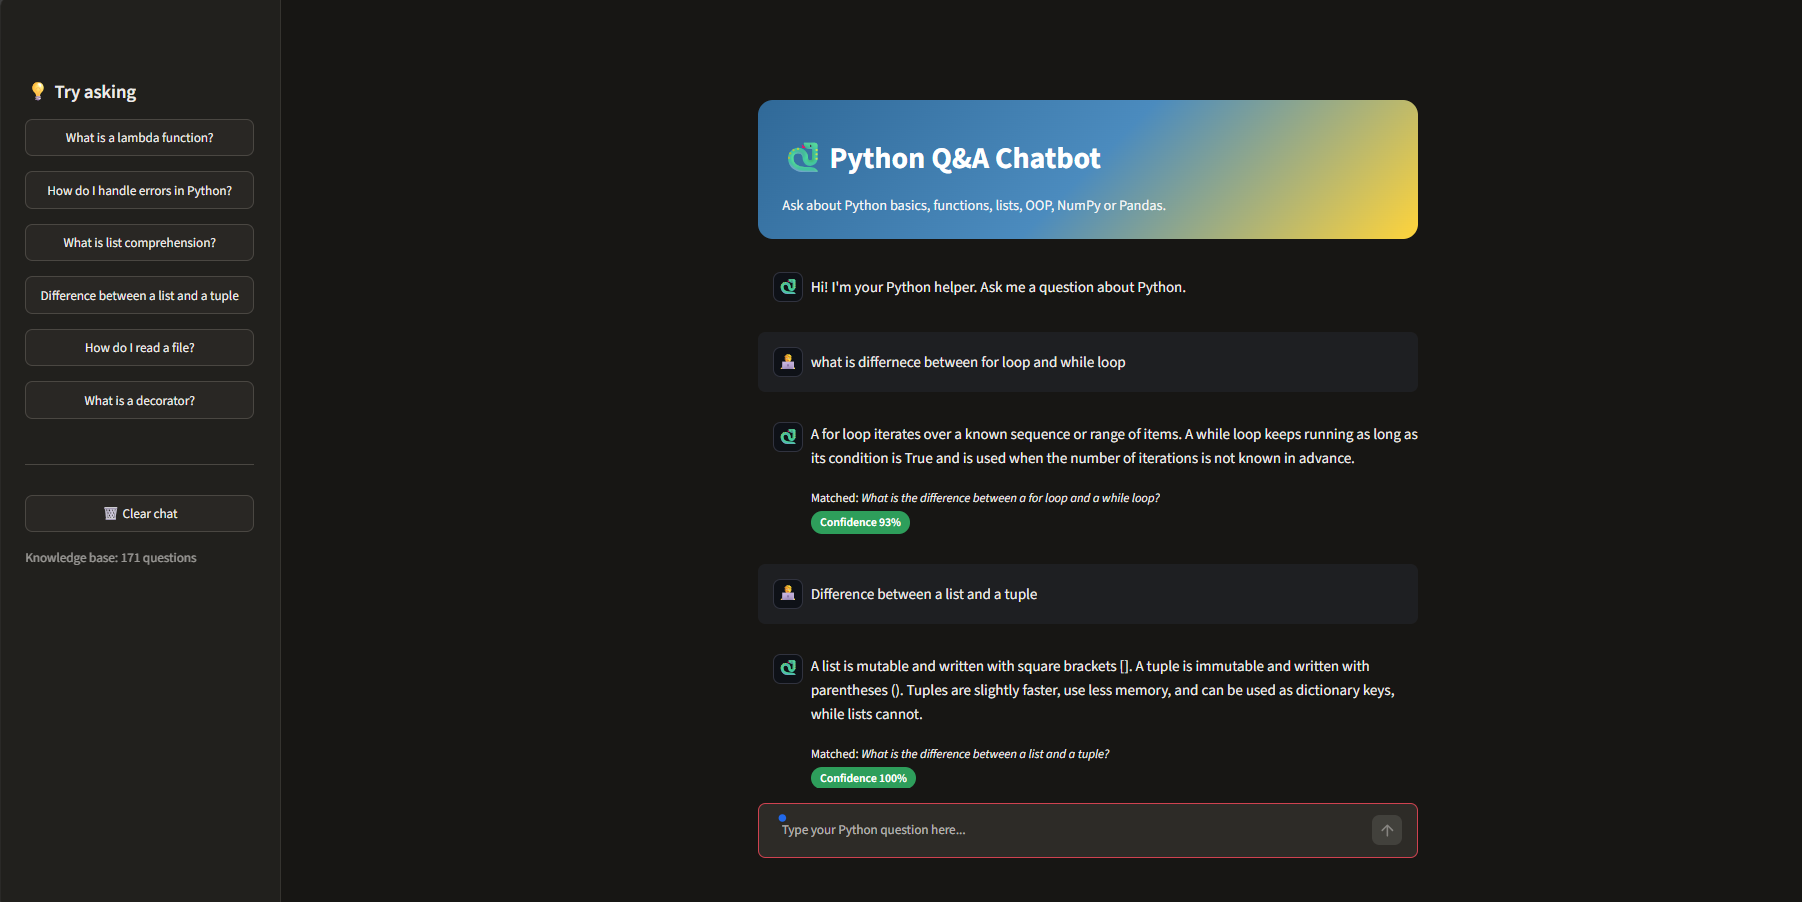 Try asking
What is a lambda function?
How do I handle errors in Python?
What is list comprehension?
Difference between a list and a tuple
How do I read a file?
What is a decorator?
Clear chat
Knowledge base: 171 questions
Python Q&A Chatbot
Ask about Python basics, functions, lists, OOP, NumPy or Pandas.
Hi! I'm your Python helper. Ask me a question about Python.
what is differnece between for loop and while loop
A for loop iterates over a known sequence or range of items. A while loop keeps running as long as
its condition is True and is used when the number of iterations is not known in advance.
Matched: What is the difference between a for loop and a while loop?
Confidence 93%
Difference between a list and a tuple
A list is mutable and written with square brackets []. A tuple is immutable and written with
parentheses (). Tuples are slightly faster, use less memory, and can be used as dictionary keys,
while lists cannot.
Matched: What is the difference between a list and a tuple?
Confidence 100%
Type your Python question here...